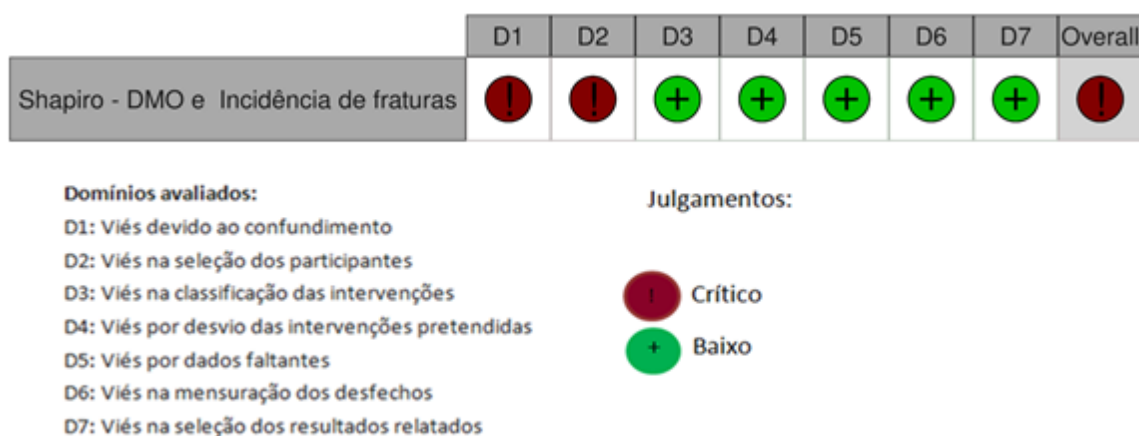 D1 D2 D3 D4 D5 D6 D7 Overall
Shapiro - DMO e Incidência de fraturas ! ! + + + + + !
Domínios avaliados:
D1: Viés devido ao confundimento
D2: Viés na seleção dos participantes
D3: Viés na classificação das intervenções
D4: Viés por desvio das intervenções pretendidas
D5: Viés por dados faltantes
D6: Viés na mensuração dos desfechos
D7: Viés na seleção dos resultados relatados
Julgamentos:
! Crítico
+ Baixo